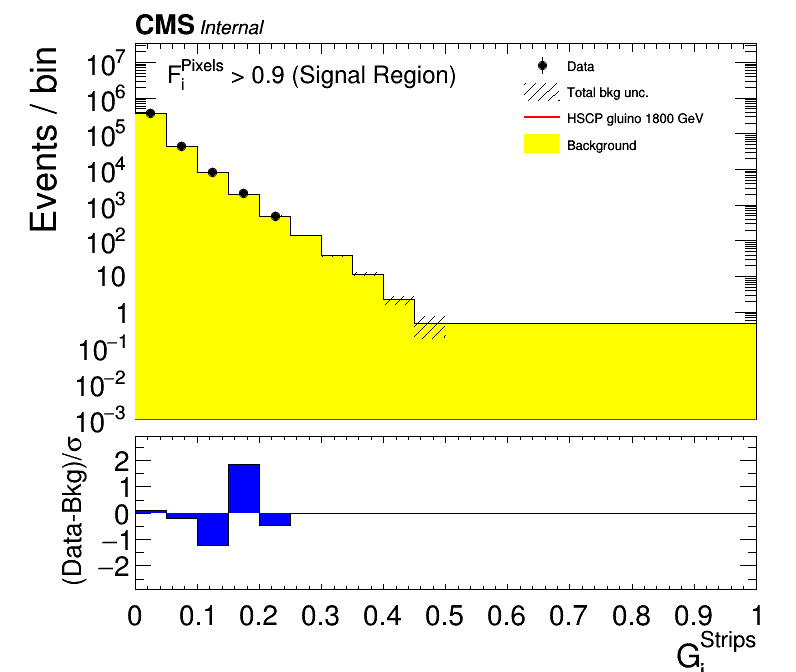 CMS Internal
F_i^Pixels > 0.9 (Signal Region)
Data
Total bkg unc.
HSCP gluino 1800 GeV
Background
Events / bin
10^7
10^6
10^5
10^4
10^3
10^2
10
1
10^−1
10^−2
10^−3
(Data-Bkg)/σ
2
1
0
−1
−2
0 0.1 0.2 0.3 0.4 0.5 0.6 0.7 0.8 0.9 1
G_i^Strips